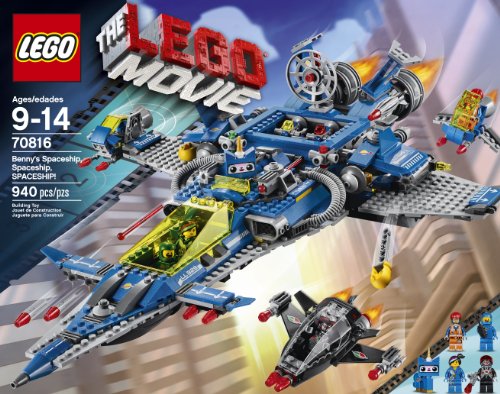 LEGO
THE
LEGO
MOVIE
Ages/edades
9-14
70816
Benny's Spaceship,
Spaceship,
SPACESHIP!
940 pcs/pzs
Building Toy
Jouet de Construction
Juguete para Construir